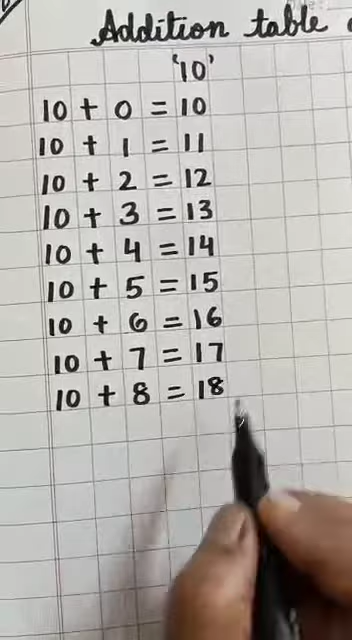 Addition table
'10'
10 + 0 = 10
10 + 1 = 11
10 + 2 = 12
10 + 3 = 13
10 + 4 = 14
10 + 5 = 15
10 + 6 = 16
10 + 7 = 17
10 + 8 = 18